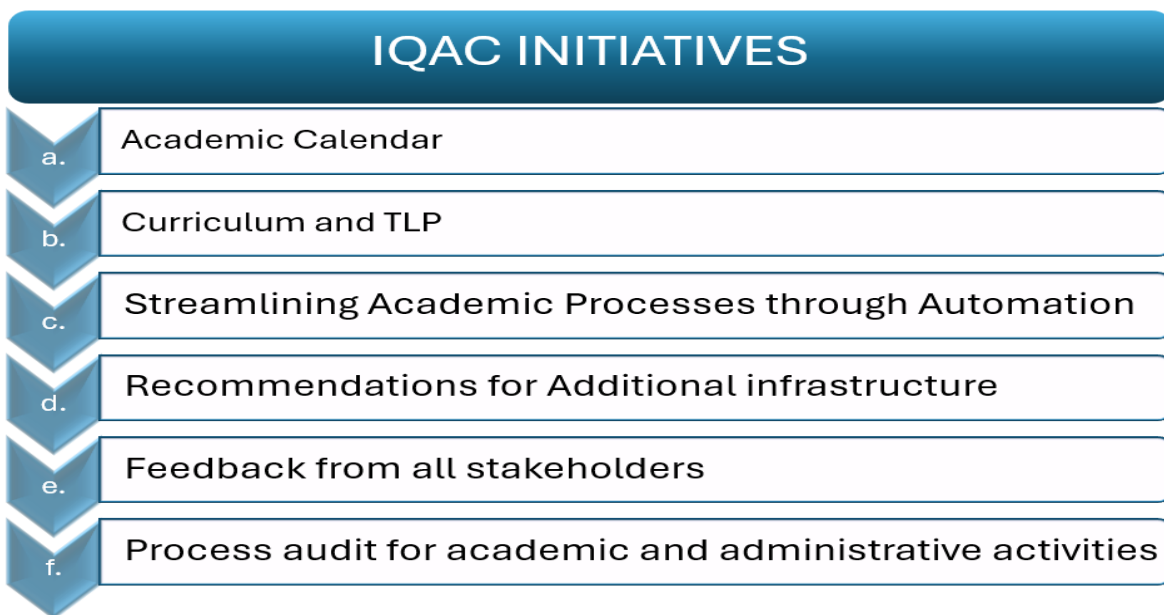 IQAC INITIATIVES
a. Academic Calendar
b. Curriculum and TLP
c. Streamlining Academic Processes through Automation
d. Recommendations for Additional infrastructure
e. Feedback from all stakeholders
f. Process audit for academic and administrative activities